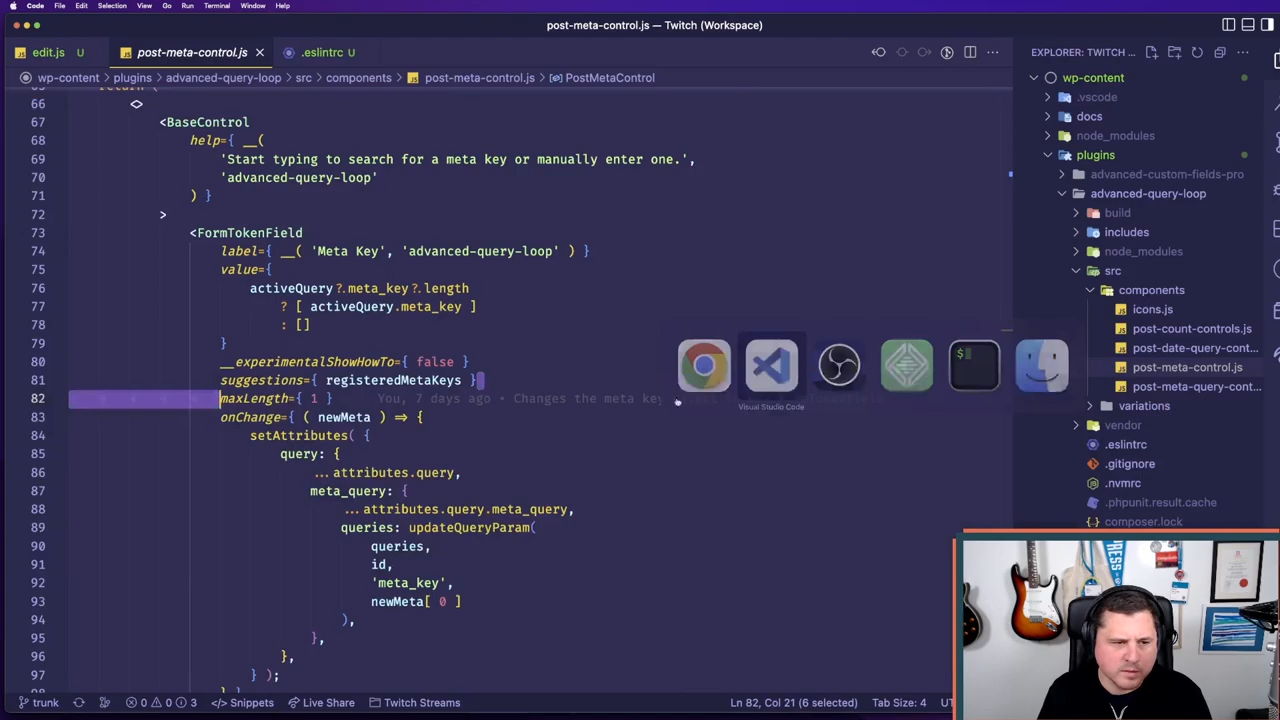 Code File Edit Selection View Go Run Terminal Window Help
post-meta-control.js — Twitch (Workspace)
edit.js U
post-meta-control.js
.eslintrc U
EXPLORER: TWITCH ...
wp-content > plugins > advanced-query-loop > src > components > post-meta-control.js > PostMetaControl
66 <>
67 <BaseControl
68 help={ __(
69 'Start typing to search for a meta key or manually enter one.',
70 'advanced-query-loop'
71 ) }
72 >
73 <FormTokenField
74 label={ __( 'Meta Key', 'advanced-query-loop' ) }
75 value={
76 activeQuery?.meta_key?.length
77 ? [ activeQuery.meta_key ]
78 : []
79 }
80 __experimentalShowHowTo={ false }
81 suggestions={ registeredMetaKeys }
82 maxLength={ 1 } You, 7 days ago • Changes the meta key
83 onChange={ ( newMeta ) => {
84 setAttributes( {
85 query: {
86 ...attributes.query,
87 meta_query: {
88 ...attributes.query.meta_query,
89 queries: updateQueryParam(
90 queries,
91 id,
92 'meta_key',
93 newMeta[ 0 ]
94 ),
95 },
96 },
97 } );
Visual Studio Code
wp-content
.vscode
docs
node_modules
plugins
advanced-custom-fields-pro
advanced-query-loop
build
includes
node_modules
src
components
icons.js
post-count-controls.js
post-date-query-cont...
post-meta-control.js
post-meta-query-cont...
variations
vendor
.eslintrc
.gitignore
.nvmrc
.phpunit.result.cache
composer.lock
trunk 0 0 3 </> Snippets Live Share Twitch Streams Ln 82, Col 21 (6 selected) Tab Size: 4